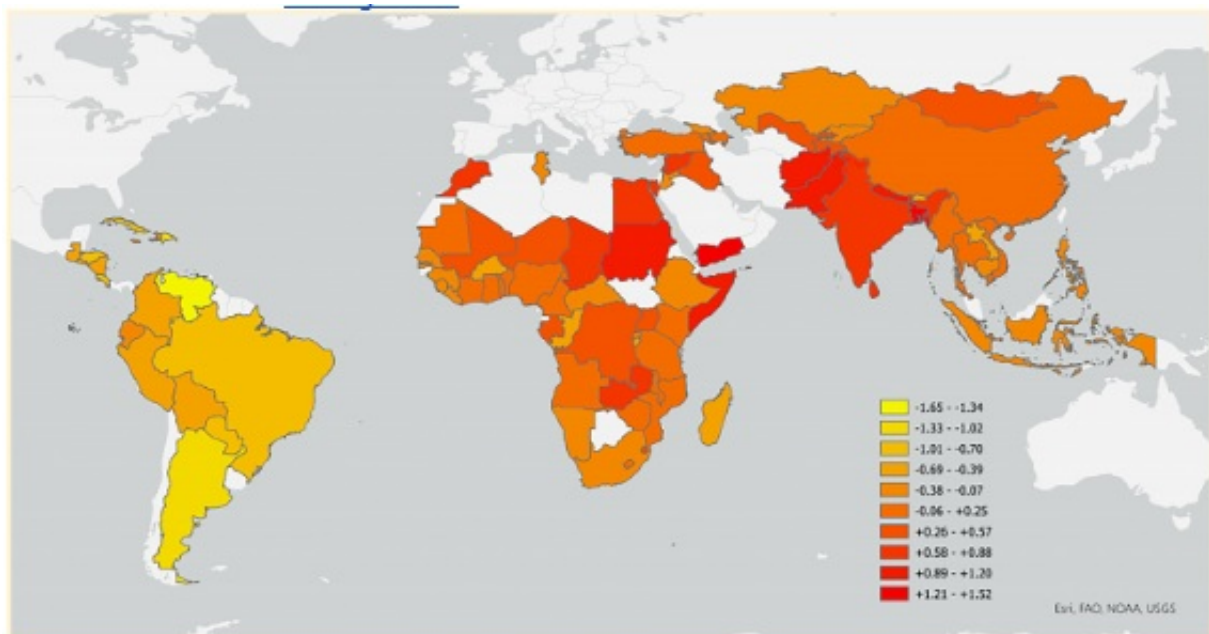 -1.65 - -1.34
-1.33 - -1.02
-1.01 - -0.70
-0.69 - -0.39
-0.38 - -0.07
-0.06 - +0.25
+0.26 - +0.57
+0.58 - +0.88
+0.89 - +1.20
+1.21 - +1.52
Esri, FAO, NOAA, USGS